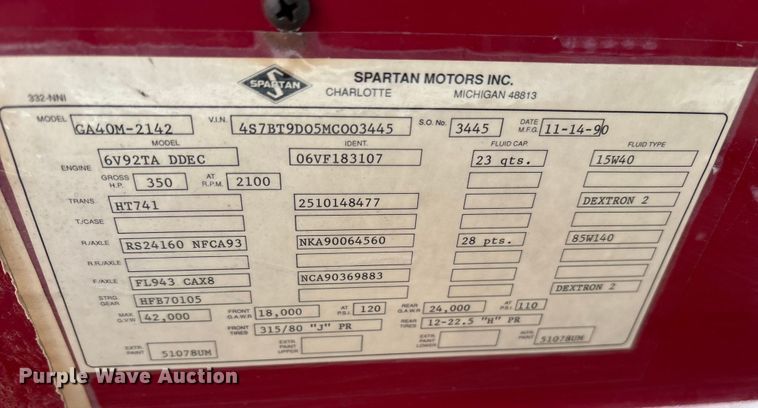 SPARTAN
SPARTAN MOTORS INC.
332-NNI CHARLOTTE MICHIGAN 48813
MODEL GA40M-2142 V.I.N. 4S7BT9D05MC003445 S.O. No. 3445 DATE M.F.G. 11-14-90
MODEL IDENT. FLUID CAP. FLUID TYPE
ENGINE 6V92TA DDEC 06VF183107 23 qts. 15W40
GROSS H.P. 350 AT R.P.M. 2100
TRANS. HT741 2510148477 DEXTRON 2
T/CASE
R/AXLE RS24160 NFCA93 NKA90064560 28 pts. 85W140
R.R./AXLE
F/AXLE FL943 CAX8 NCA90369883
STRG GEAR HFB70105 DEXTRON 2
MAX. G.V.W 42,000 FRONT G.A.W.R 18,000 AT P.S.I. 120 REAR G.A.W.R 24,000 AT P.S.I. 110
FRONT TIRES 315/80 "J" PR REAR TIRES 12-22.5 "H" PR
EXTR. PAINT 51078UM EXTR. PAINT UPPER EXTR. PAINT LOWER INTR. PAINT 51078UM
Purple Wave Auction